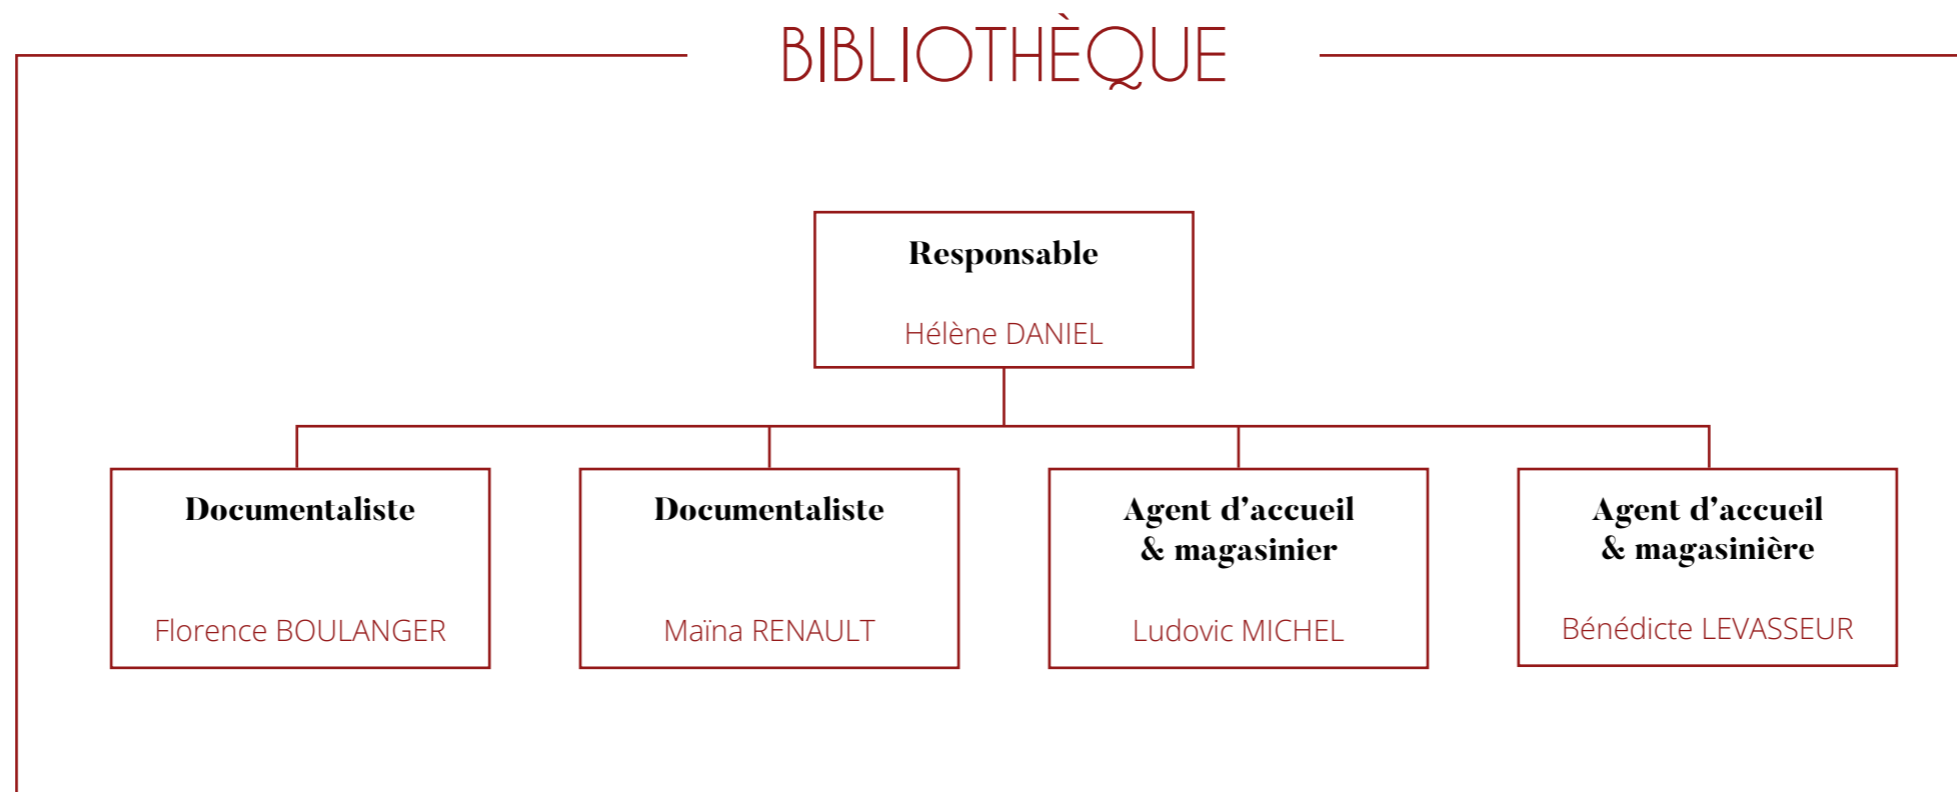 BIBLIOTHÈQUE
Responsable
Hélène DANIEL
Documentaliste
Florence BOULANGER
Documentaliste
Maïna RENAULT
Agent d’accueil
& magasinier
Ludovic MICHEL
Agent d’accueil
& magasinière
Bénédicte LEVASSEUR